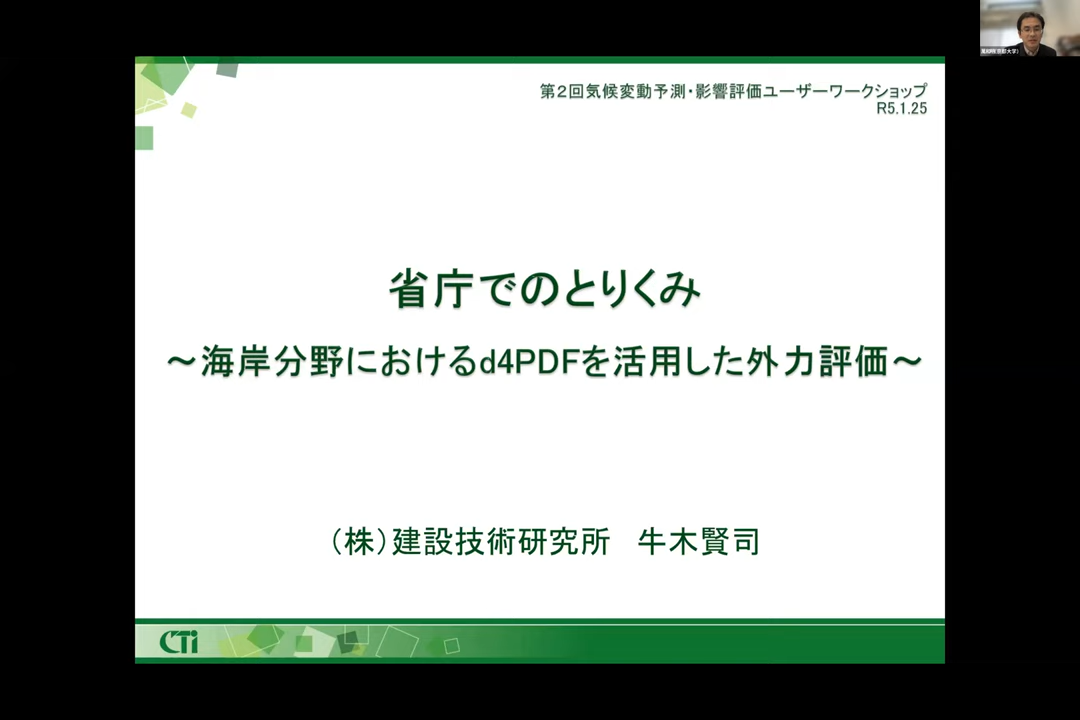 第2回気候変動予測・影響評価ユーザーワークショップ
R5.1.25
省庁でのとりくみ
～海岸分野におけるd4PDFを活用した外力評価～
（株）建設技術研究所　牛木賢司
CTi